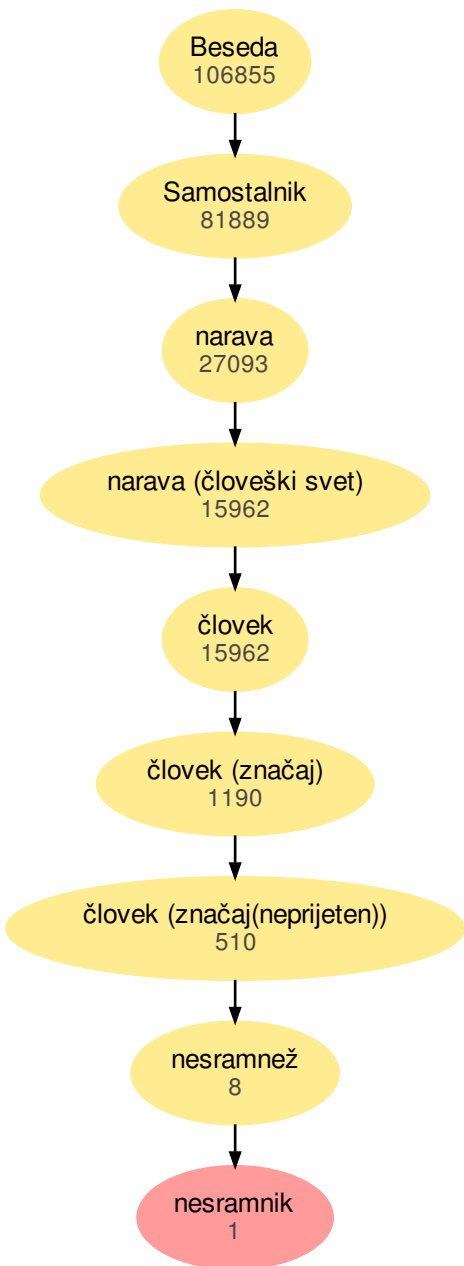 Beseda
106855
Samostalnik
81889
narava
27093
narava (človeški svet)
15962
človek
15962
človek (značaj)
1190
človek (značaj(neprijeten))
510
nesramnež
8
nesramnik
1